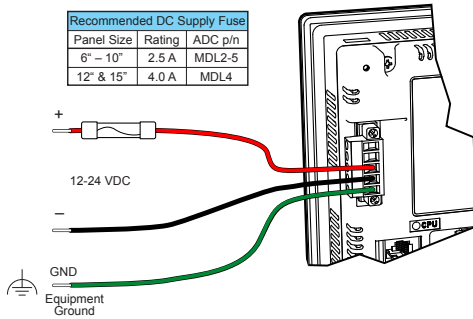 Recommended DC Supply Fuse
Panel Size Rating ADC p/n
6“ – 10” 2.5 A MDL2-5
12“ & 15” 4.0 A MDL4
+
12-24 VDC
–
GND
Equipment
Ground
CPU